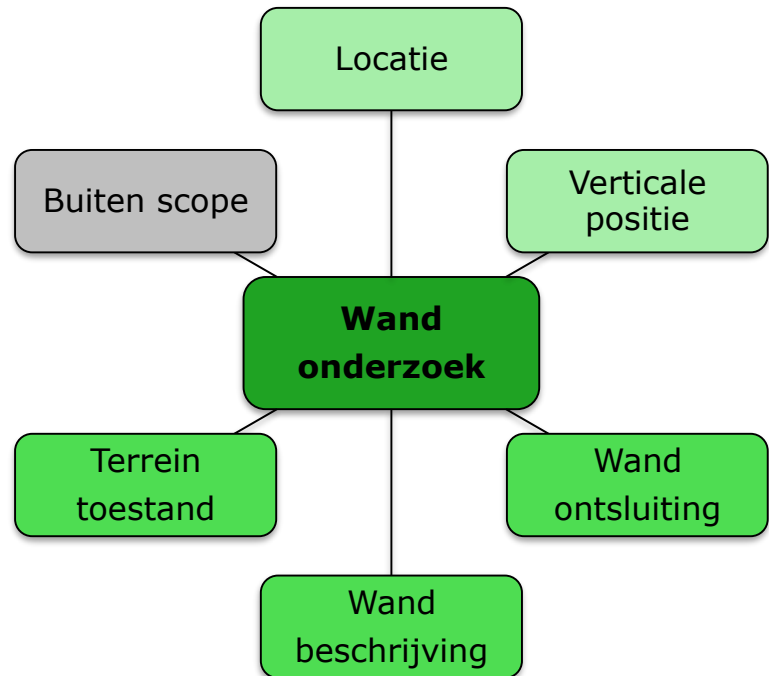 Locatie
Buiten scope
Verticale
positie
Wand
onderzoek
Terrein
toestand
Wand
ontsluiting
Wand
beschrijving